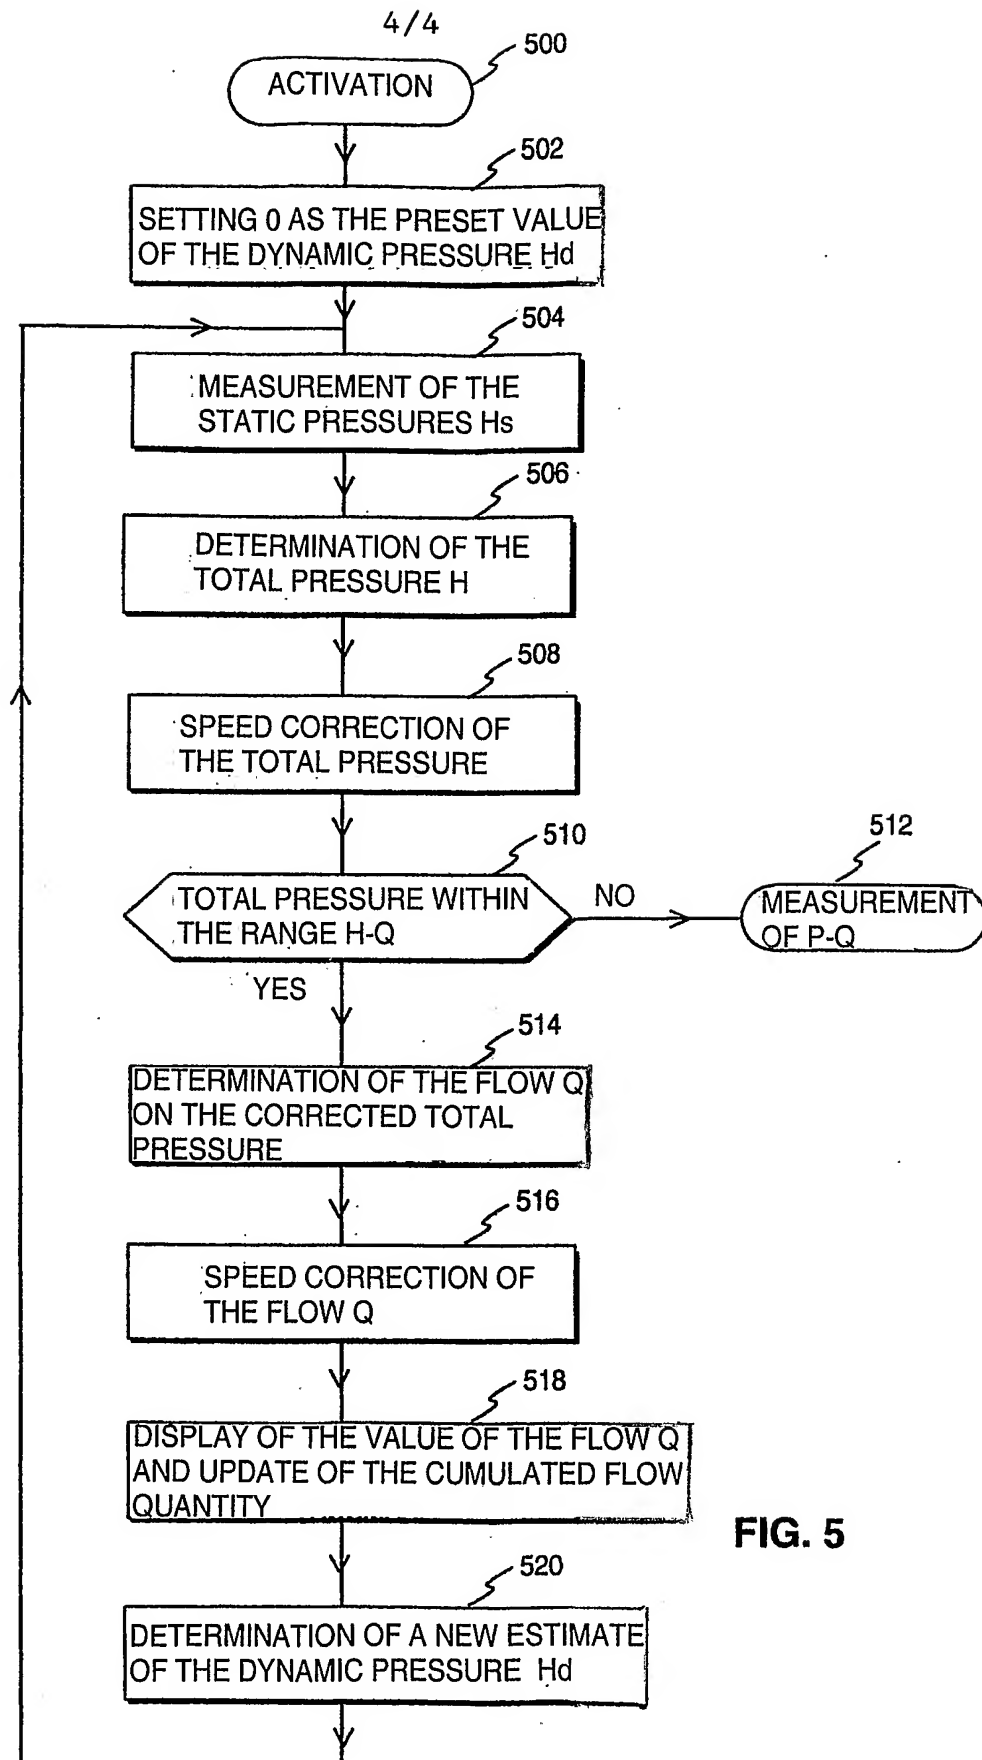 4/4
500
ACTIVATION
502
SETTING 0 AS THE PRESET VALUE
OF THE DYNAMIC PRESSURE Hd
504
MEASUREMENT OF THE
STATIC PRESSURES Hs
506
DETERMINATION OF THE
TOTAL PRESSURE H
508
SPEED CORRECTION OF
THE TOTAL PRESSURE
510
TOTAL PRESSURE WITHIN
THE RANGE H-Q
NO
512
MEASUREMENT
OF P-Q
YES
514
DETERMINATION OF THE FLOW Q
ON THE CORRECTED TOTAL
PRESSURE
516
SPEED CORRECTION OF
THE FLOW Q
518
DISPLAY OF THE VALUE OF THE FLOW Q
AND UPDATE OF THE CUMULATED FLOW
QUANTITY
FIG. 5
520
DETERMINATION OF A NEW ESTIMATE
OF THE DYNAMIC PRESSURE Hd